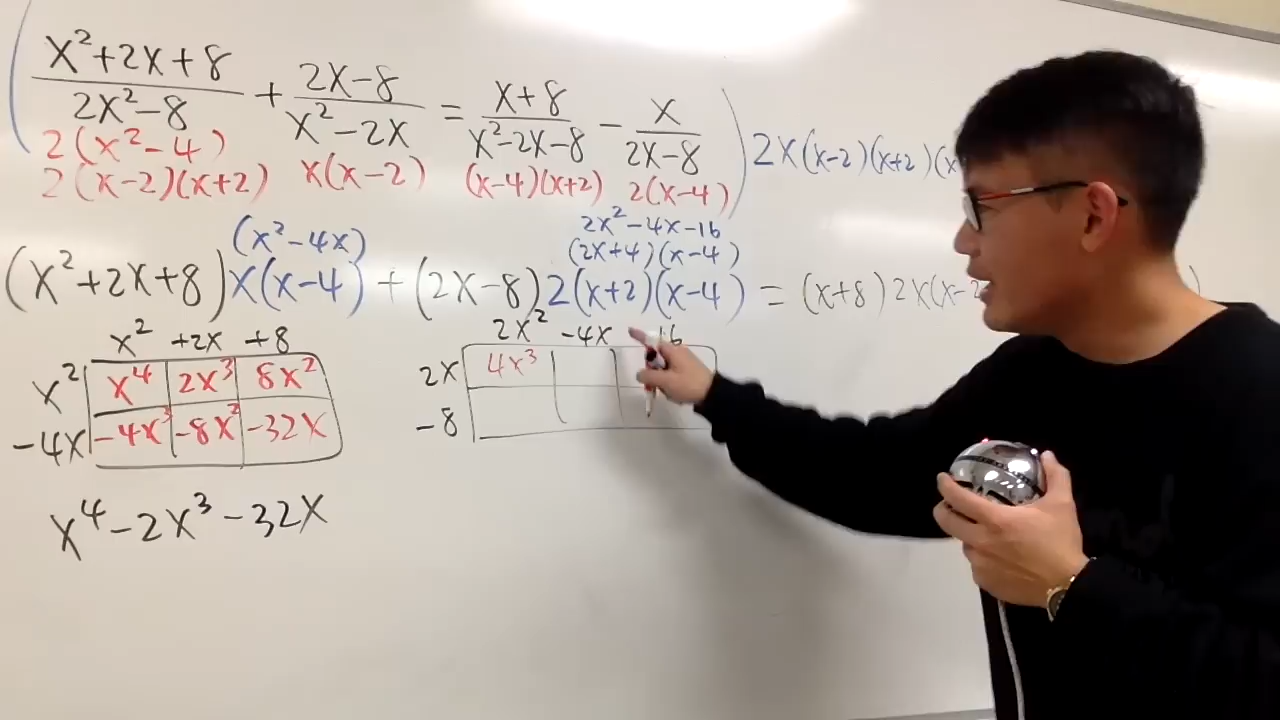 (x²+2x+8)/(2x²-8) + (2x-8)/(x²-2x) = (x+8)/(x²-2x-8) - x/(2x-8) ) 2x(x-2)(x+2)(x
2(x²-4)
2(x-2)(x+2) x(x-2) (x-4)(x+2) 2(x-4)
2x²-4x-16
(x²-4x) (2x+4)(x-4)
(x²+2x+8)x(x-4) + (2x-8)2(x+2)(x-4) = (x+8)2x(x-2
x² +2x +8 2x² -4x 16
x² x⁴ 2x³ 8x² 2x 4x³
-4x -4x³ -8x² -32x -8
x⁴-2x³-32x